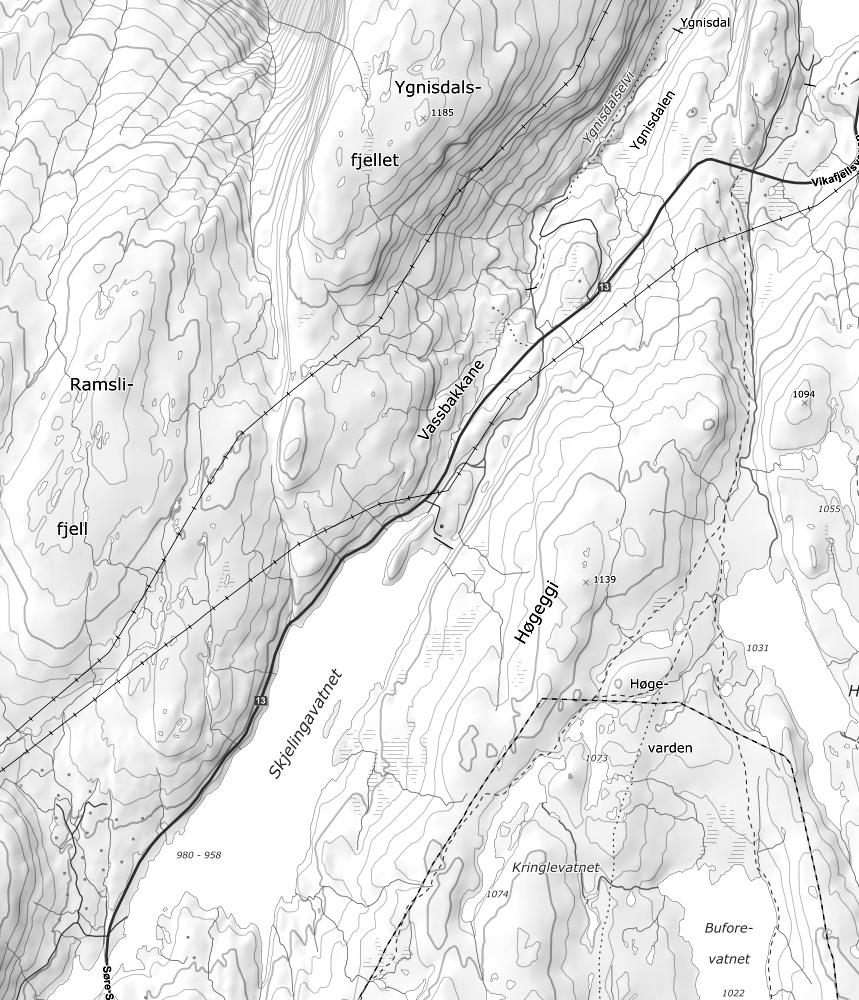 Ygnisdal
Ygnisdals-
1185
fjellet
Ygnisdalselvi
Ygnisdalen
Vikafjellsv
13
Ramsli-
Vassbakkane
1094
fjell
1055
1139
Høgeggi
1031
Høge-
H
13
Skjelingavatnet
varden
1073
980 - 958
Kringlevatnet
1074
Bufore-
vatnet
1022
Søre S